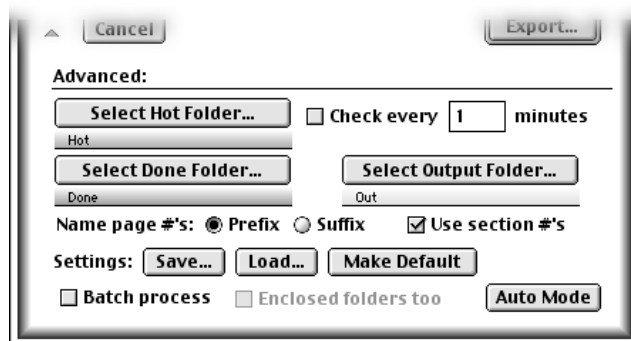 Cancel Export...
Advanced:
Select Hot Folder... Check every 1 minutes
Hot
Select Done Folder... Select Output Folder...
Done Out
Name page #'s: Prefix Suffix Use section #'s
Settings: Save... Load... Make Default
Batch process Enclosed folders too Auto Mode